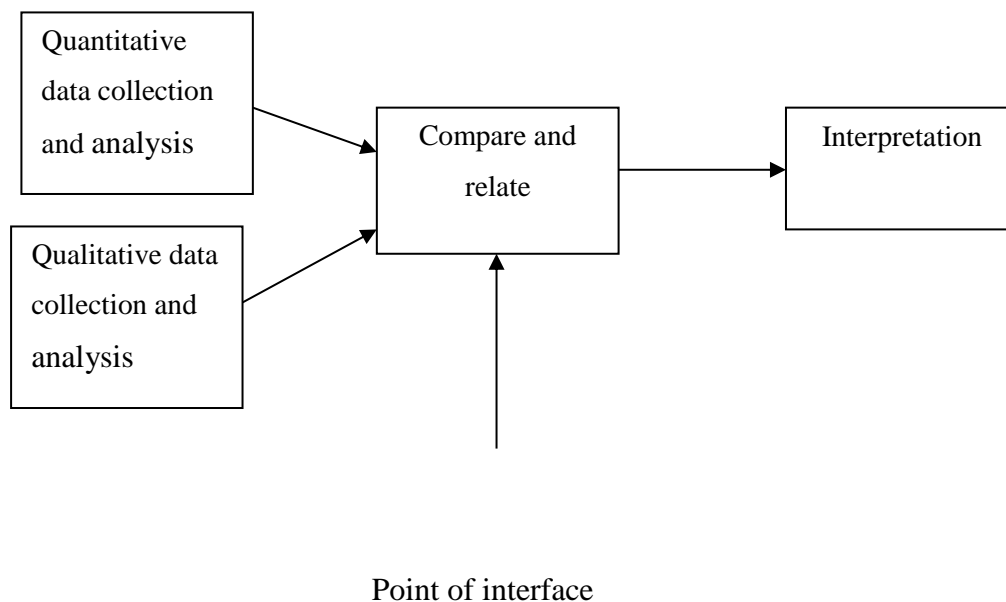 Quantitative
data collection
and analysis
Compare and
relate
Interpretation
Qualitative data
collection and
analysis
Point of interface